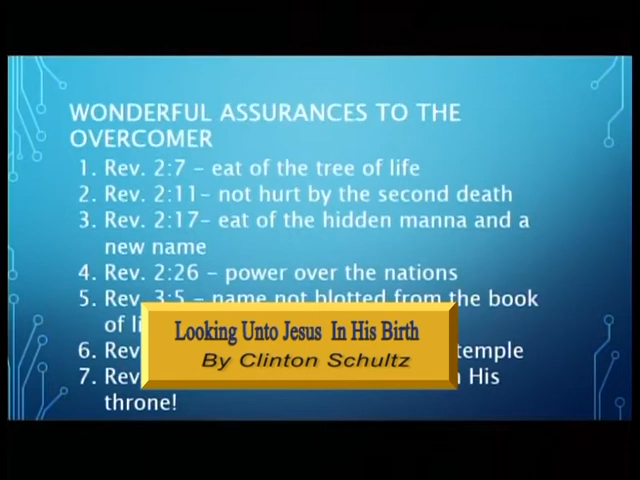 WONDERFUL ASSURANCES TO THE
OVERCOMER
1. Rev. 2:7 – eat of the tree of life
2. Rev. 2:11– not hurt by the second death
3. Rev. 2:17– eat of the hidden manna and a
new name
4. Rev. 2:26 – power over the nations
5. Rev. 3:5 – name not blotted from the book
of
6. Rev temple
7. Rev His
throne!
Looking Unto Jesus In His Birth
By Clinton Schultz